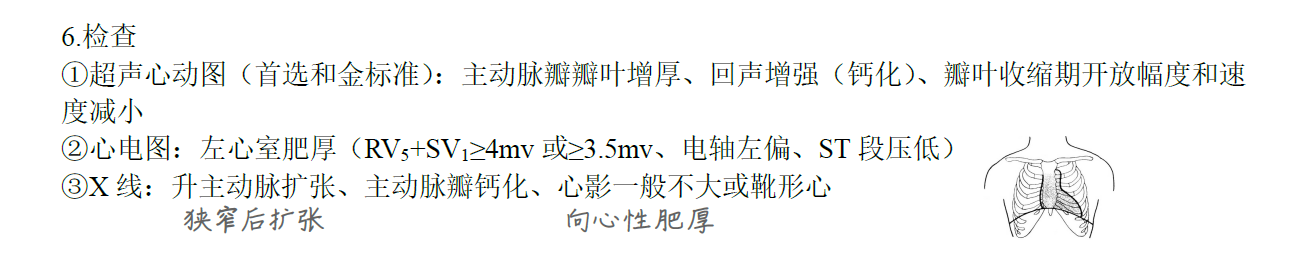 6.检查
①超声心动图（首选和金标准）：主动脉瓣瓣叶增厚、回声增强（钙化）、瓣叶收缩期开放幅度和速
度减小
②心电图：左心室肥厚（RV₅+SV₁≥4mv 或≥3.5mv、电轴左偏、ST 段压低）
③X 线：升主动脉扩张、主动脉瓣钙化、心影一般不大或靴形心
狭窄后扩张 向心性肥厚